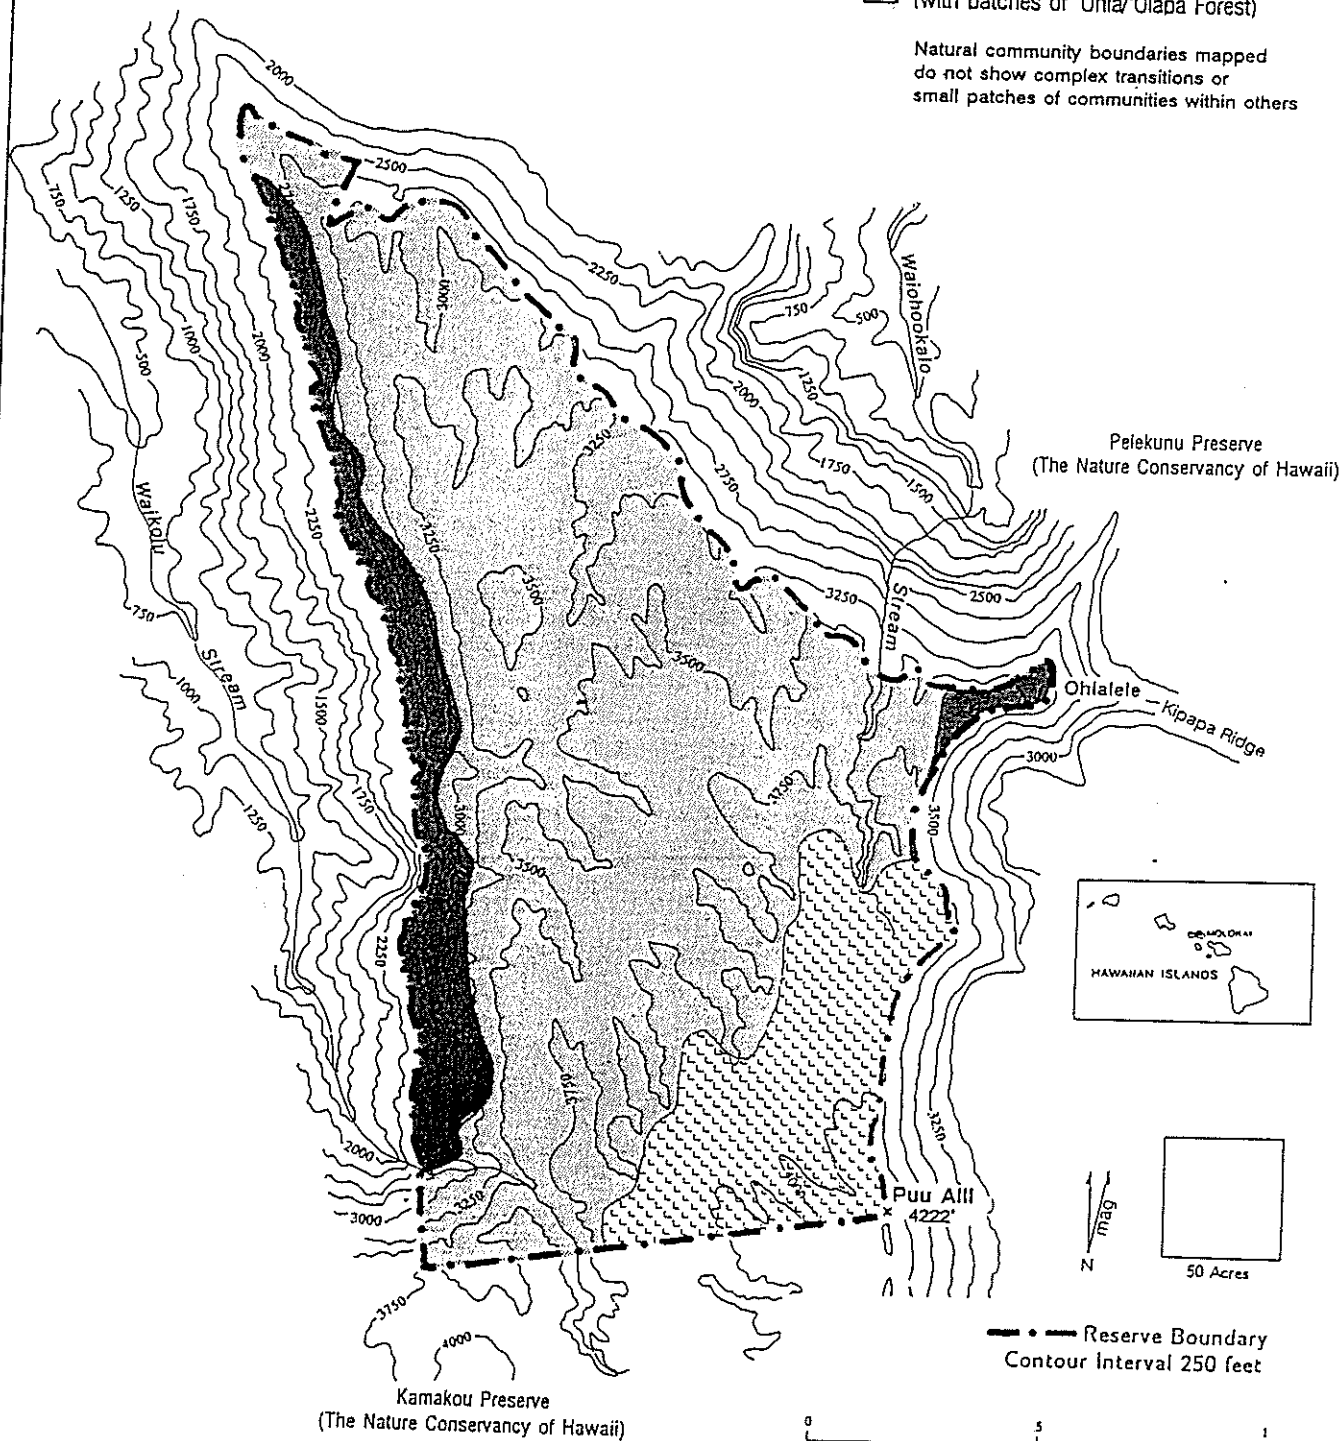 (with patches of 'Ohia/'Olapa Forest)
Natural community boundaries mapped
do not show complex transitions or
small patches of communities within others
2000
2500
750
1250
1750
2250
3000
1000
2000
500
750
500
Waiohookalo
1250
2000
3250
2750
1750
1500
Pelekunu Preserve
(The Nature Conservancy of Hawaii)
Waikolu
2250
3500
3250
Stream
2500
750
Stream
3500
1000
1500
Ohialele
Kipapa Ridge
3000
1750
3750
1250
3000
3500
3500
2250
MOLOKAI
HAWAIIAN ISLANDS
3750
3250
2000
3250
3000
Puu Alii
4222'
mag
N
50 Acres
3750
4000
Reserve Boundary
Contour Interval 250 feet
Kamakou Preserve
(The Nature Conservancy of Hawaii)
0 .5 1